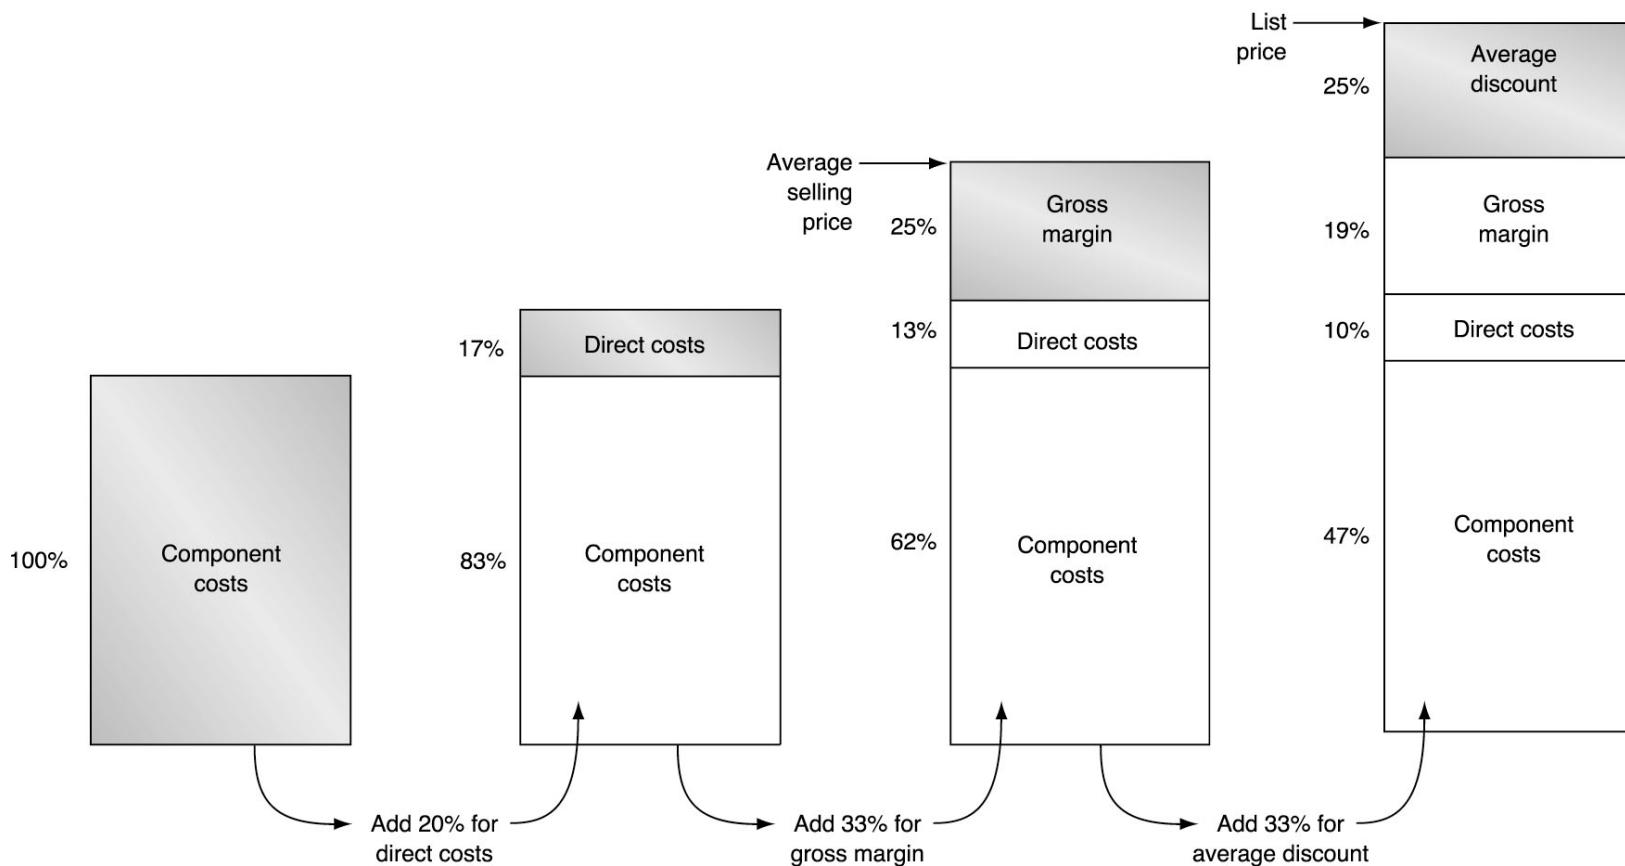 100%
Component
costs
Add 20% for
direct costs
17%
Direct costs
83%
Component
costs
Add 33% for
gross margin
Average
selling
price
25%
Gross
margin
13%
Direct costs
62%
Component
costs
Add 33% for
average discount
List
price
25%
Average
discount
19%
Gross
margin
10%
Direct costs
47%
Component
costs